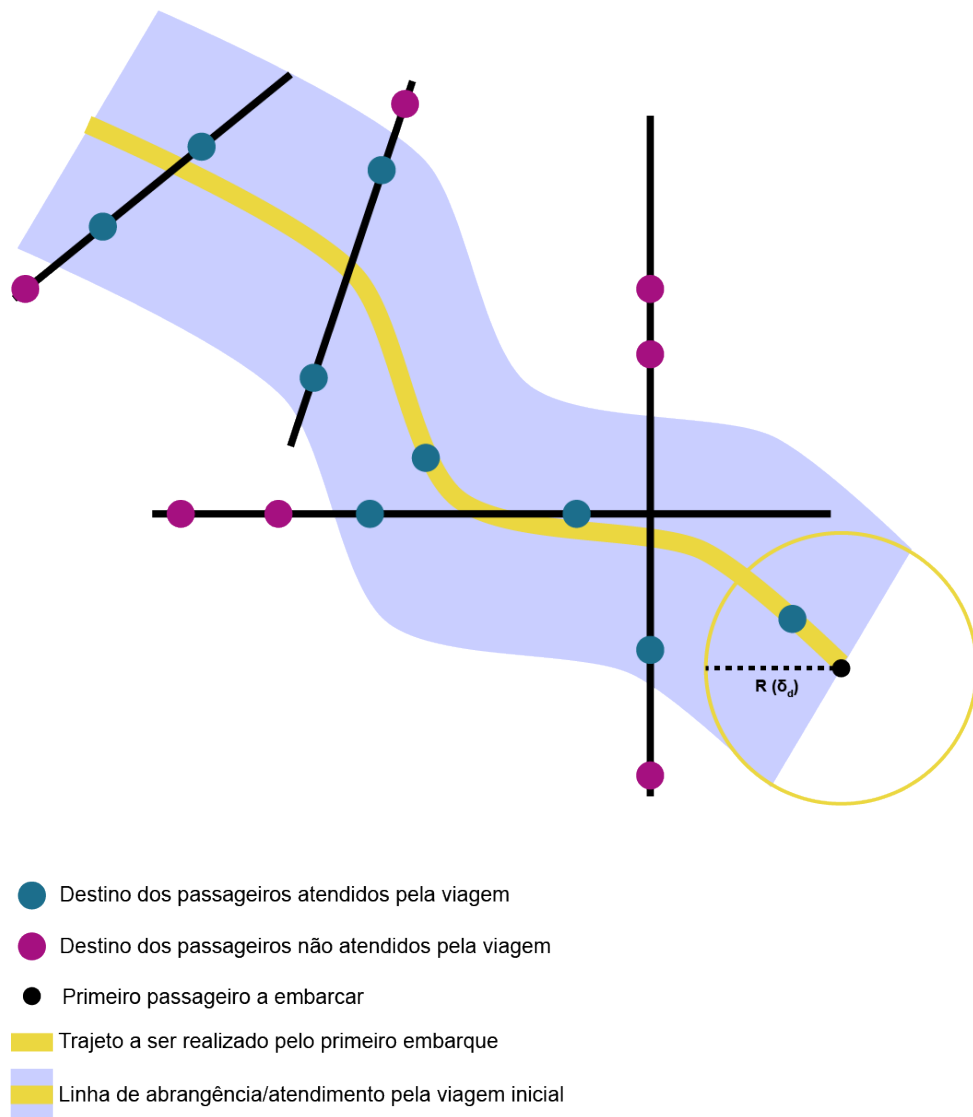 R (δd)
Destino dos passageiros atendidos pela viagem
Destino dos passageiros não atendidos pela viagem
Primeiro passageiro a embarcar
Trajeto a ser realizado pelo primeiro embarque
Linha de abrangência/atendimento pela viagem inicial